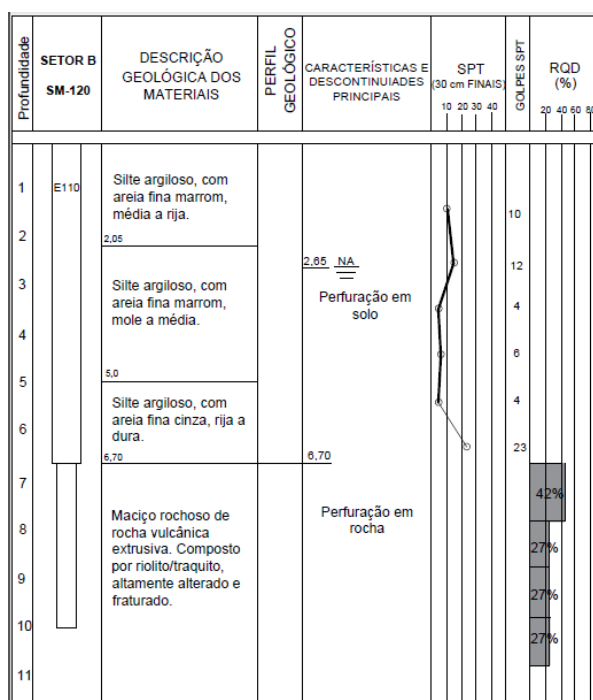 Profundidade
SETOR B
SM-120
DESCRIÇÃO
GEOLÓGICA DOS
MATERIAIS
PERFIL
GEOLÓGICO
CARACTERÍSTICAS E
DESCONTINUIADES
PRINCIPAIS
SPT
(30 cm FINAIS)
10 20 30 40
GOLPES SPT
RQD
(%)
20 40 60 80
1
E110
Silte argiloso, com
areia fina marrom,
média a rija.
10
2
2,05
2,65 NA
12
3
Silte argiloso, com
areia fina marrom,
mole a média.
Perfuração em
solo
4
4
6
5
5,0
4
Silte argiloso, com
areia fina cinza, rija a
dura.
6
23
6,70
6,70
7
42%
Maciço rochoso de
rocha vulcânica
extrusiva. Composto
por riolito/traquito,
altamente alterado e
fraturado.
Perfuração em
rocha
8
27%
9
27%
10
27%
11